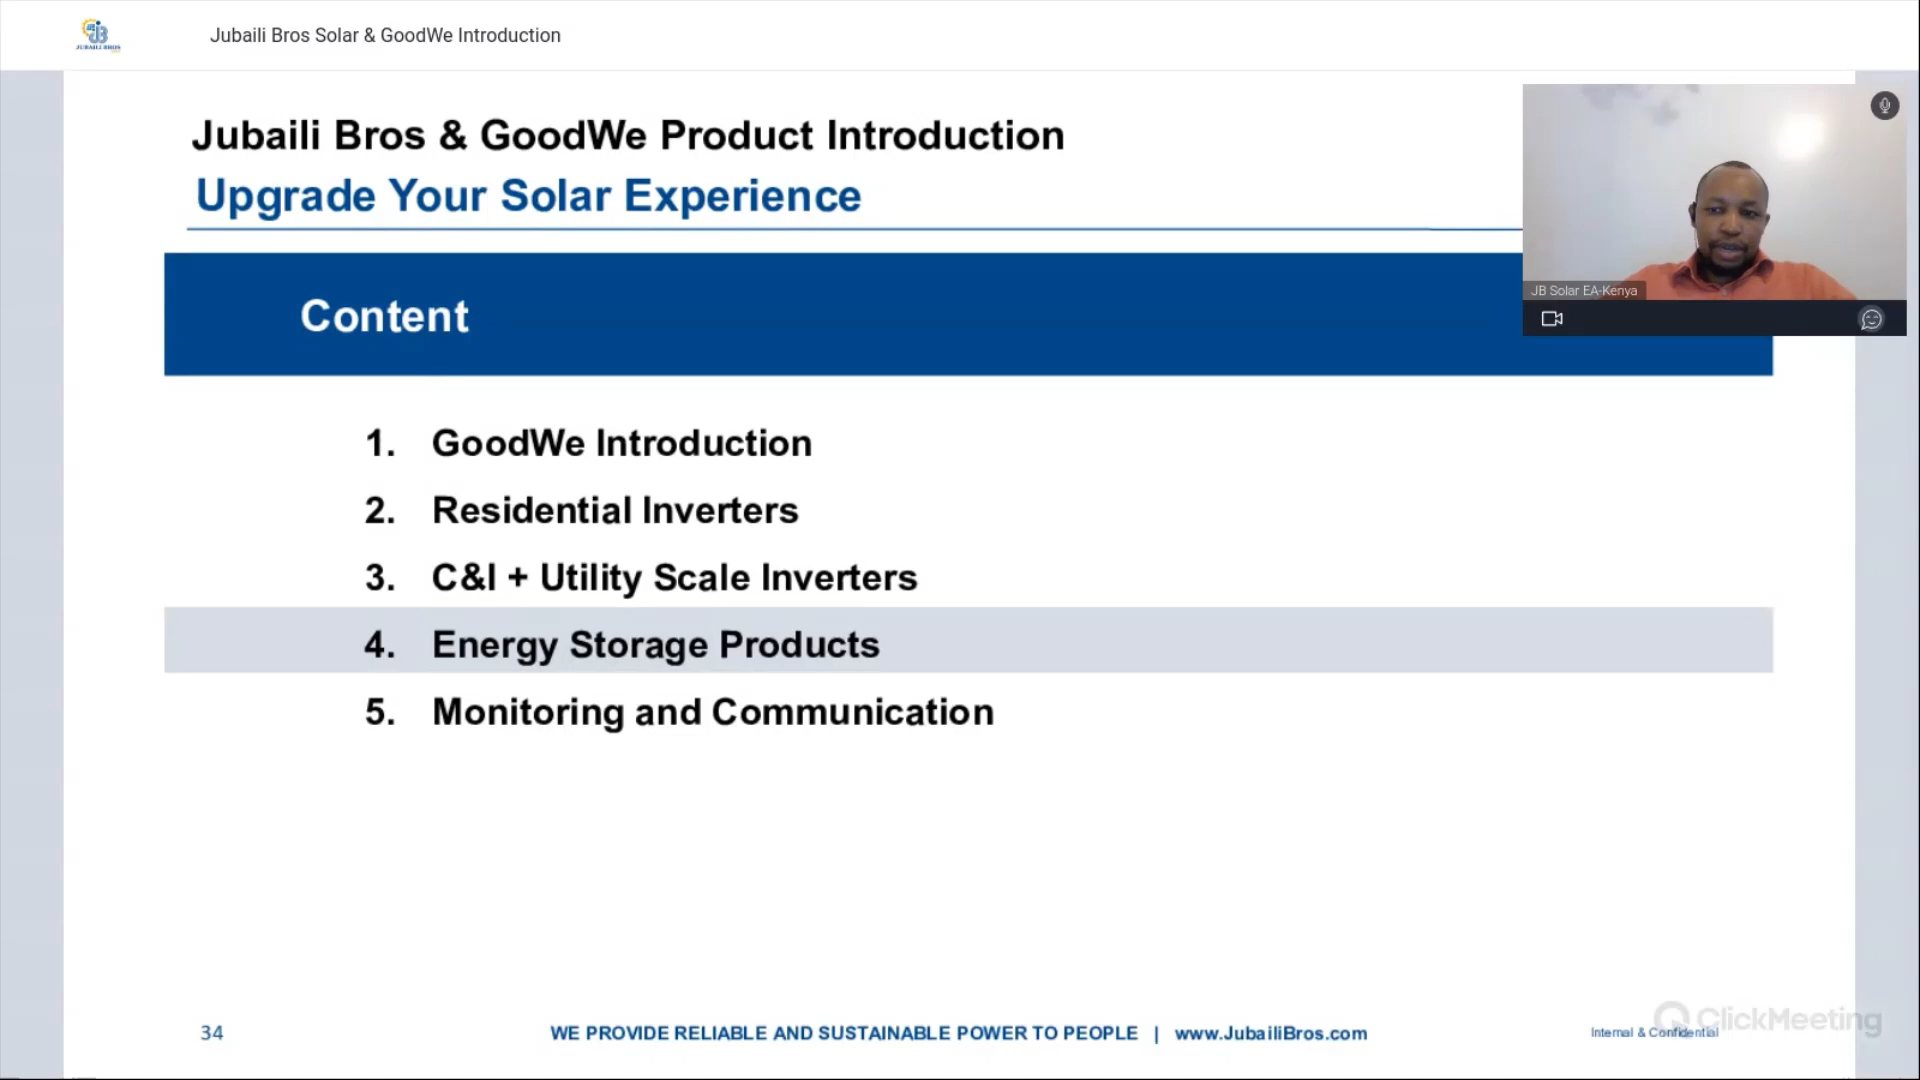 JUBAILI BROS
Jubaili Bros Solar & GoodWe Introduction
Jubaili Bros & GoodWe Product Introduction
Upgrade Your Solar Experience
JB Solar EA-Kenya
Content
1. GoodWe Introduction
2. Residential Inverters
3. C&I + Utility Scale Inverters
4. Energy Storage Products
5. Monitoring and Communication
34
WE PROVIDE RELIABLE AND SUSTAINABLE POWER TO PEOPLE | www.JubailiBros.com
Internal & Confidential
ClickMeeting